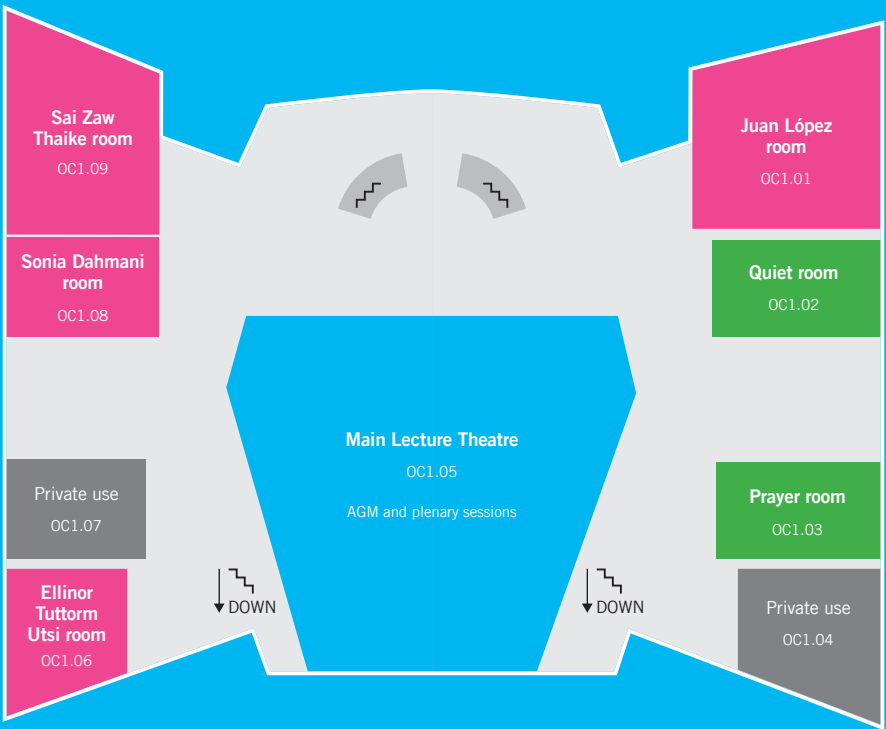 Sai Zaw
Thaike room
OC1.09
Sonia Dahmani
room
OC1.08
Private use
OC1.07
Ellinor
Tuttorm
Utsi room
OC1.06
Main Lecture Theatre
OC1.05
AGM and plenary sessions
DOWN
DOWN
Juan López
room
OC1.01
Quiet room
OC1.02
Prayer room
OC1.03
Private use
OC1.04